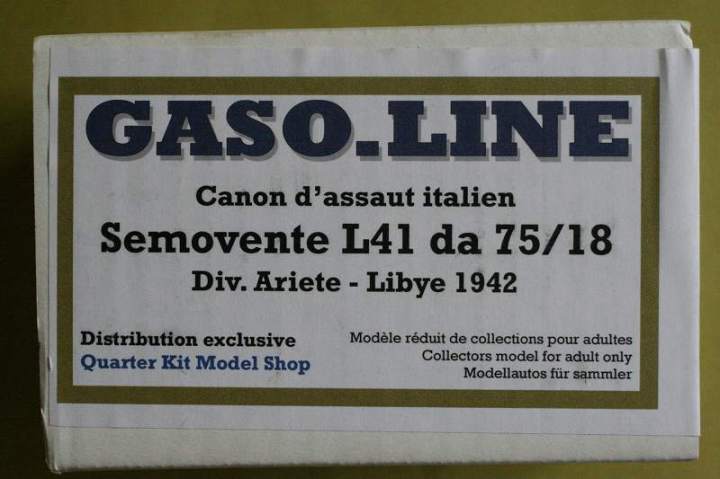 GASO.LINE
Canon d'assaut italien
Semovente L41 da 75/18
Div. Ariete - Libye 1942
Distribution exclusive
Quarter Kit Model Shop
Modèle réduit de collections pour adultes
Collectors model for adult only
Modellautos für sammler